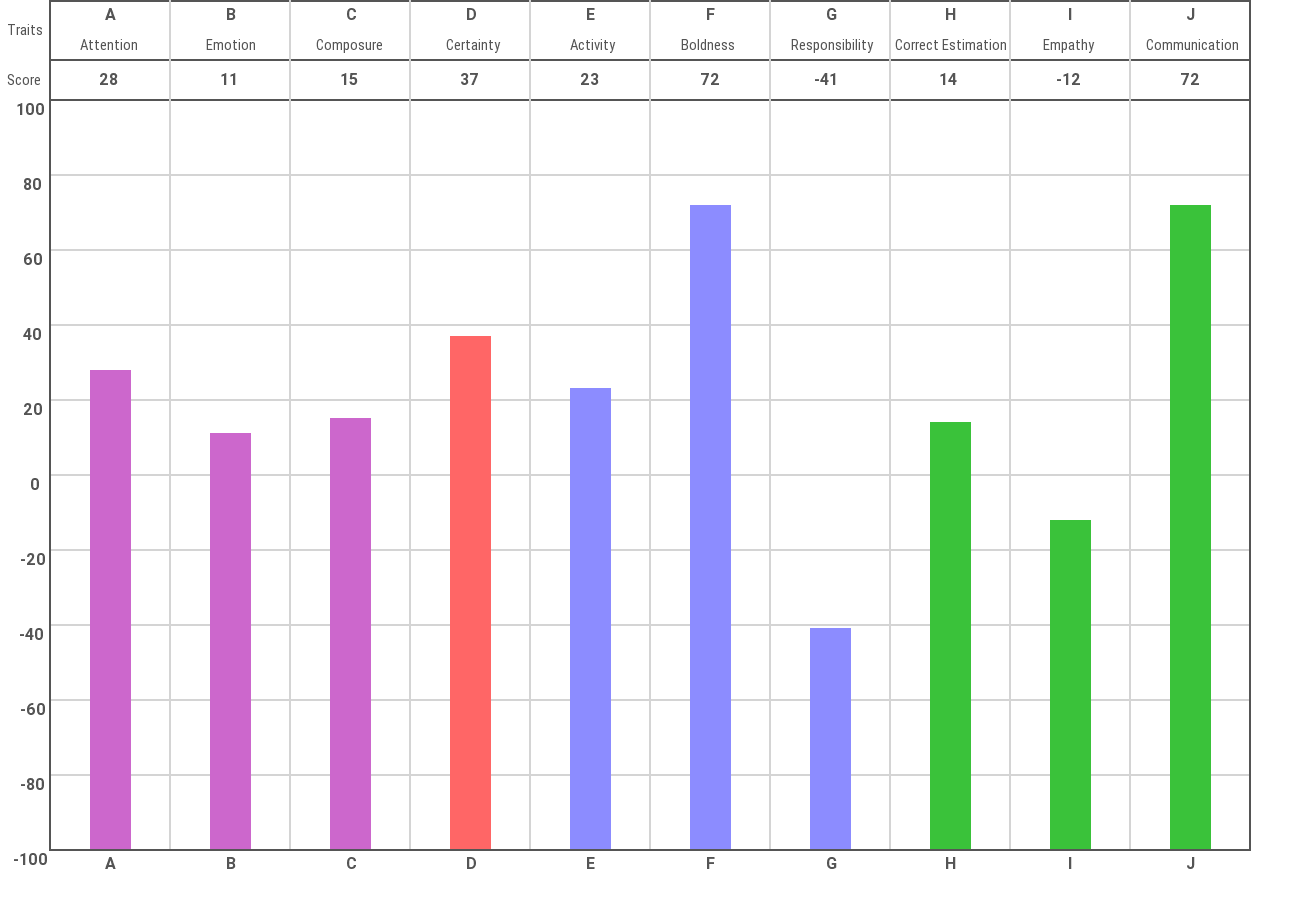 Traits A B C D E F G H I J
Attention Emotion Composure Certainty Activity Boldness Responsibility Correct Estimation Empathy Communication
Score 28 11 15 37 23 72 -41 14 -12 72
100
80
60
40
20
0
-20
-40
-60
-80
-100
A B C D E F G H I J